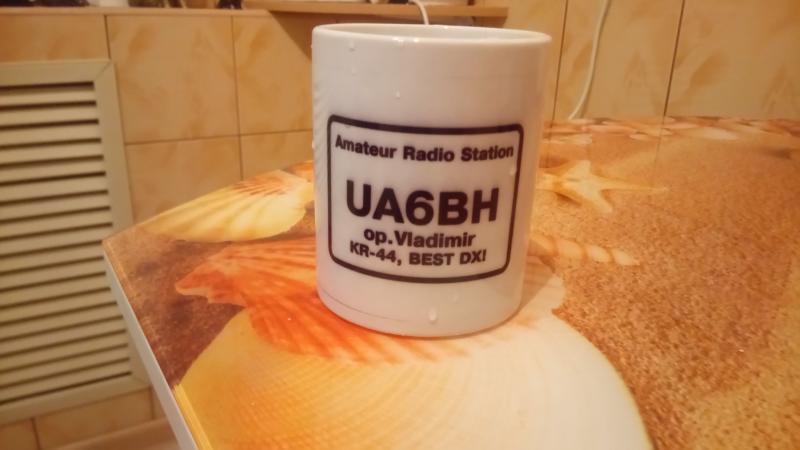 Amateur Radio Station
UA6BH
op.Vladimir
KR-44, BEST DX!